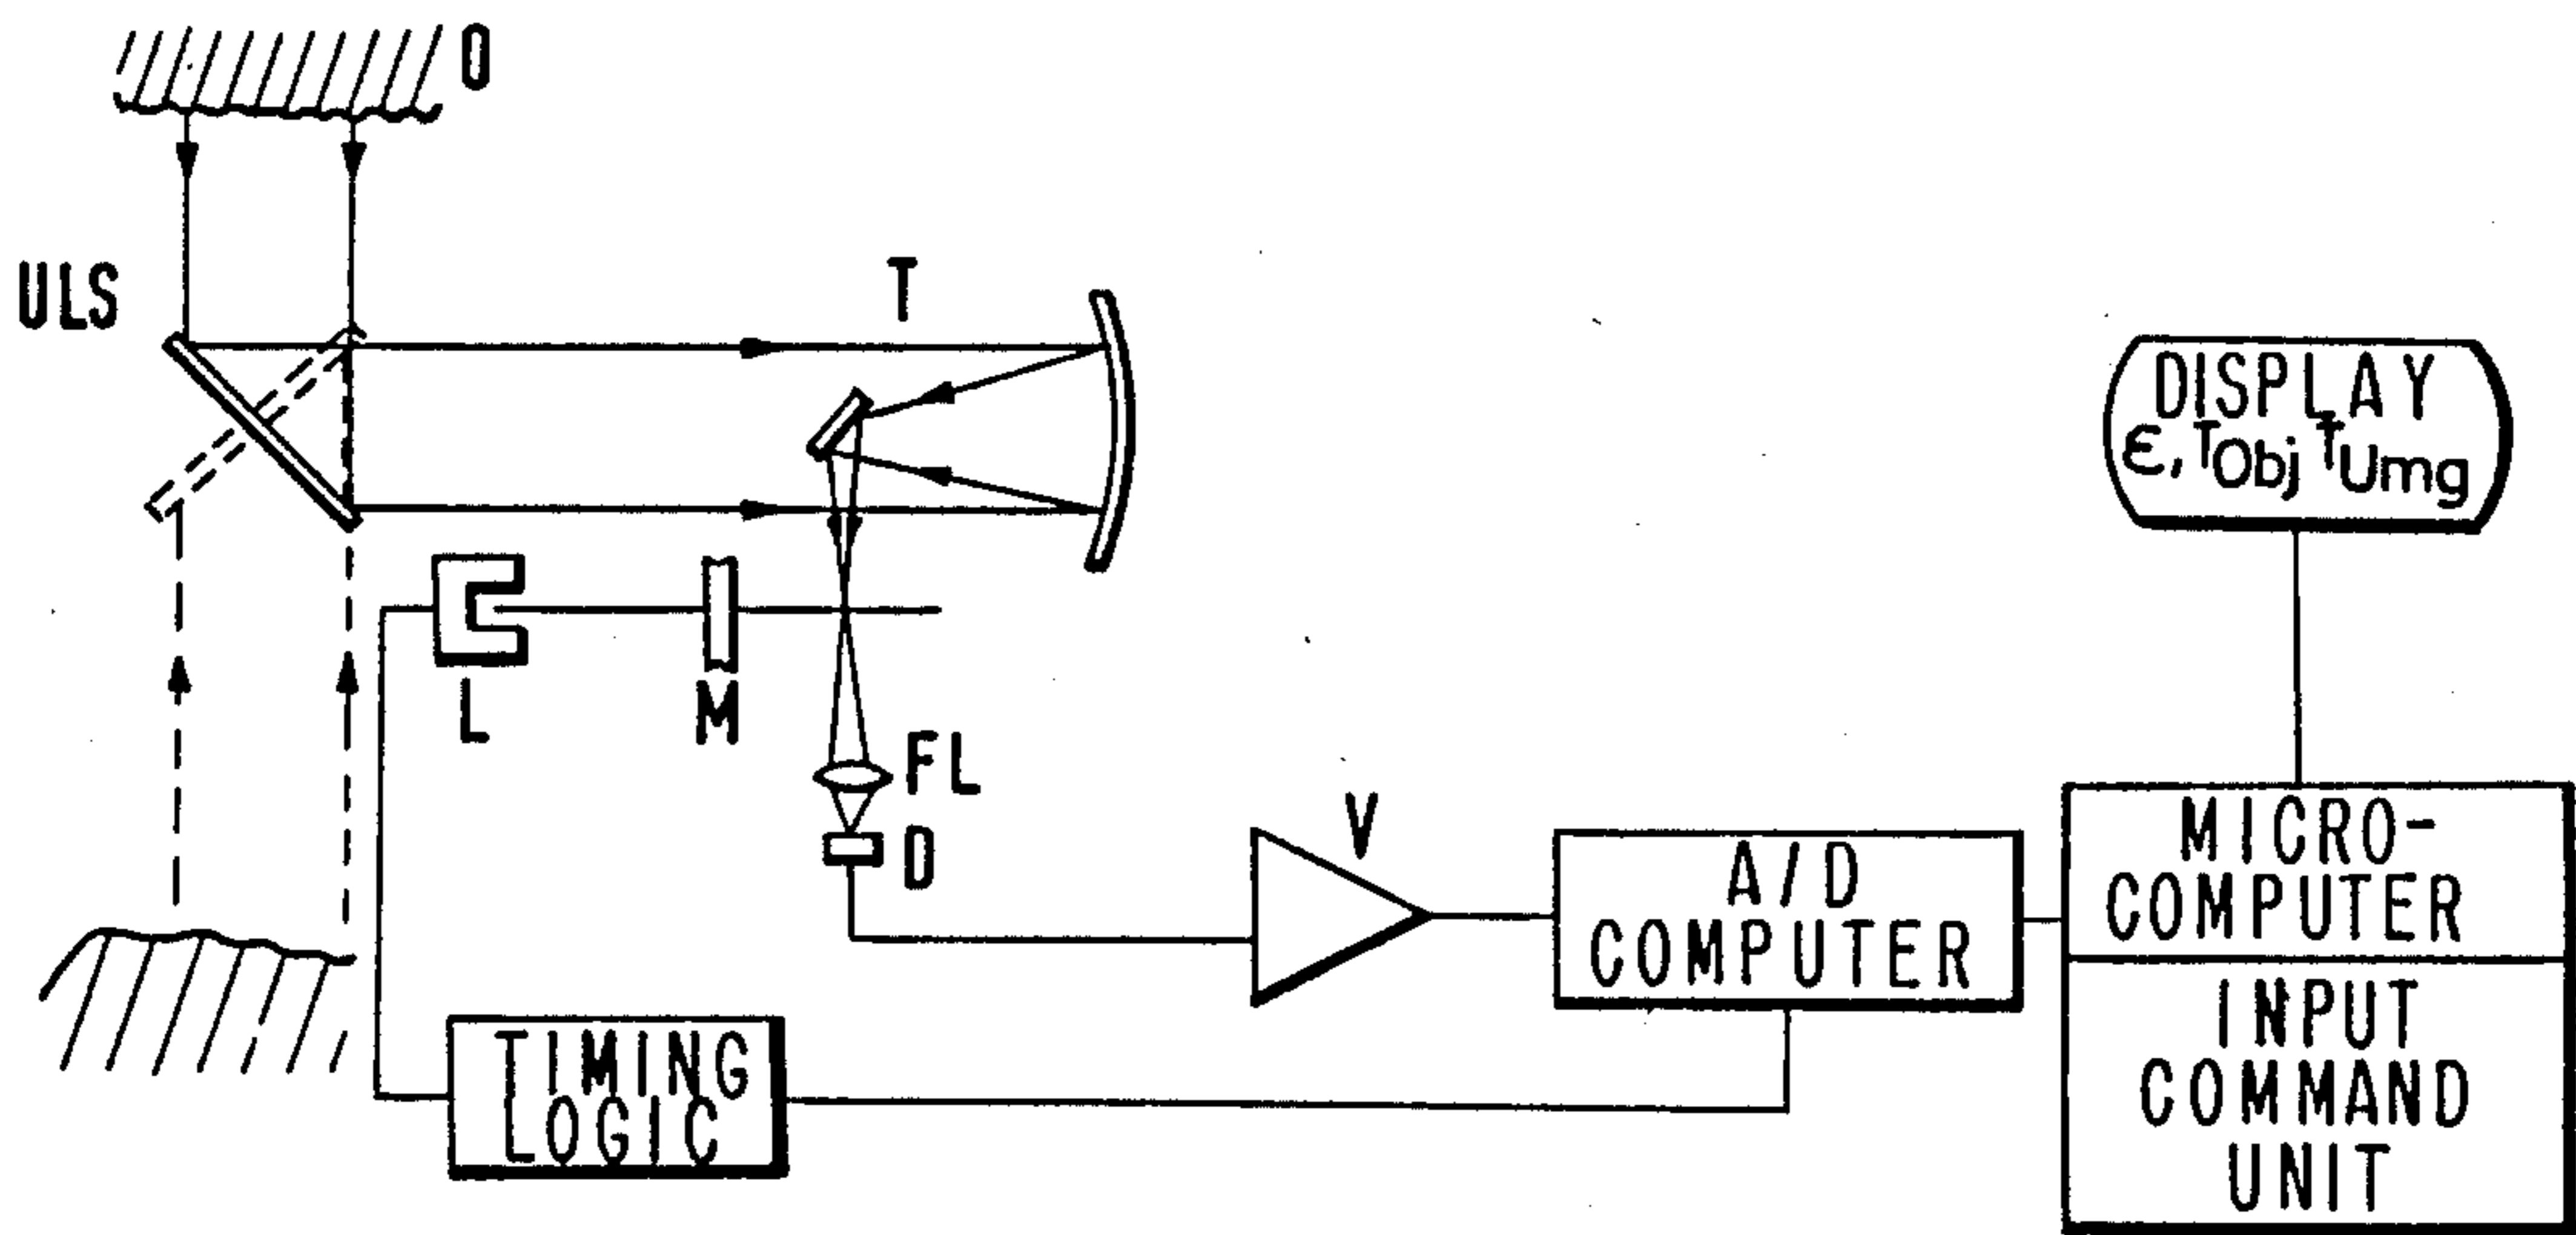 O
ULS
T
DISPLAY
ε, TObj TUmg
L
M
FL
D
V
A/D
COMPUTER
MICRO-
COMPUTER
INPUT
COMMAND
UNIT
TIMING
LOGIC